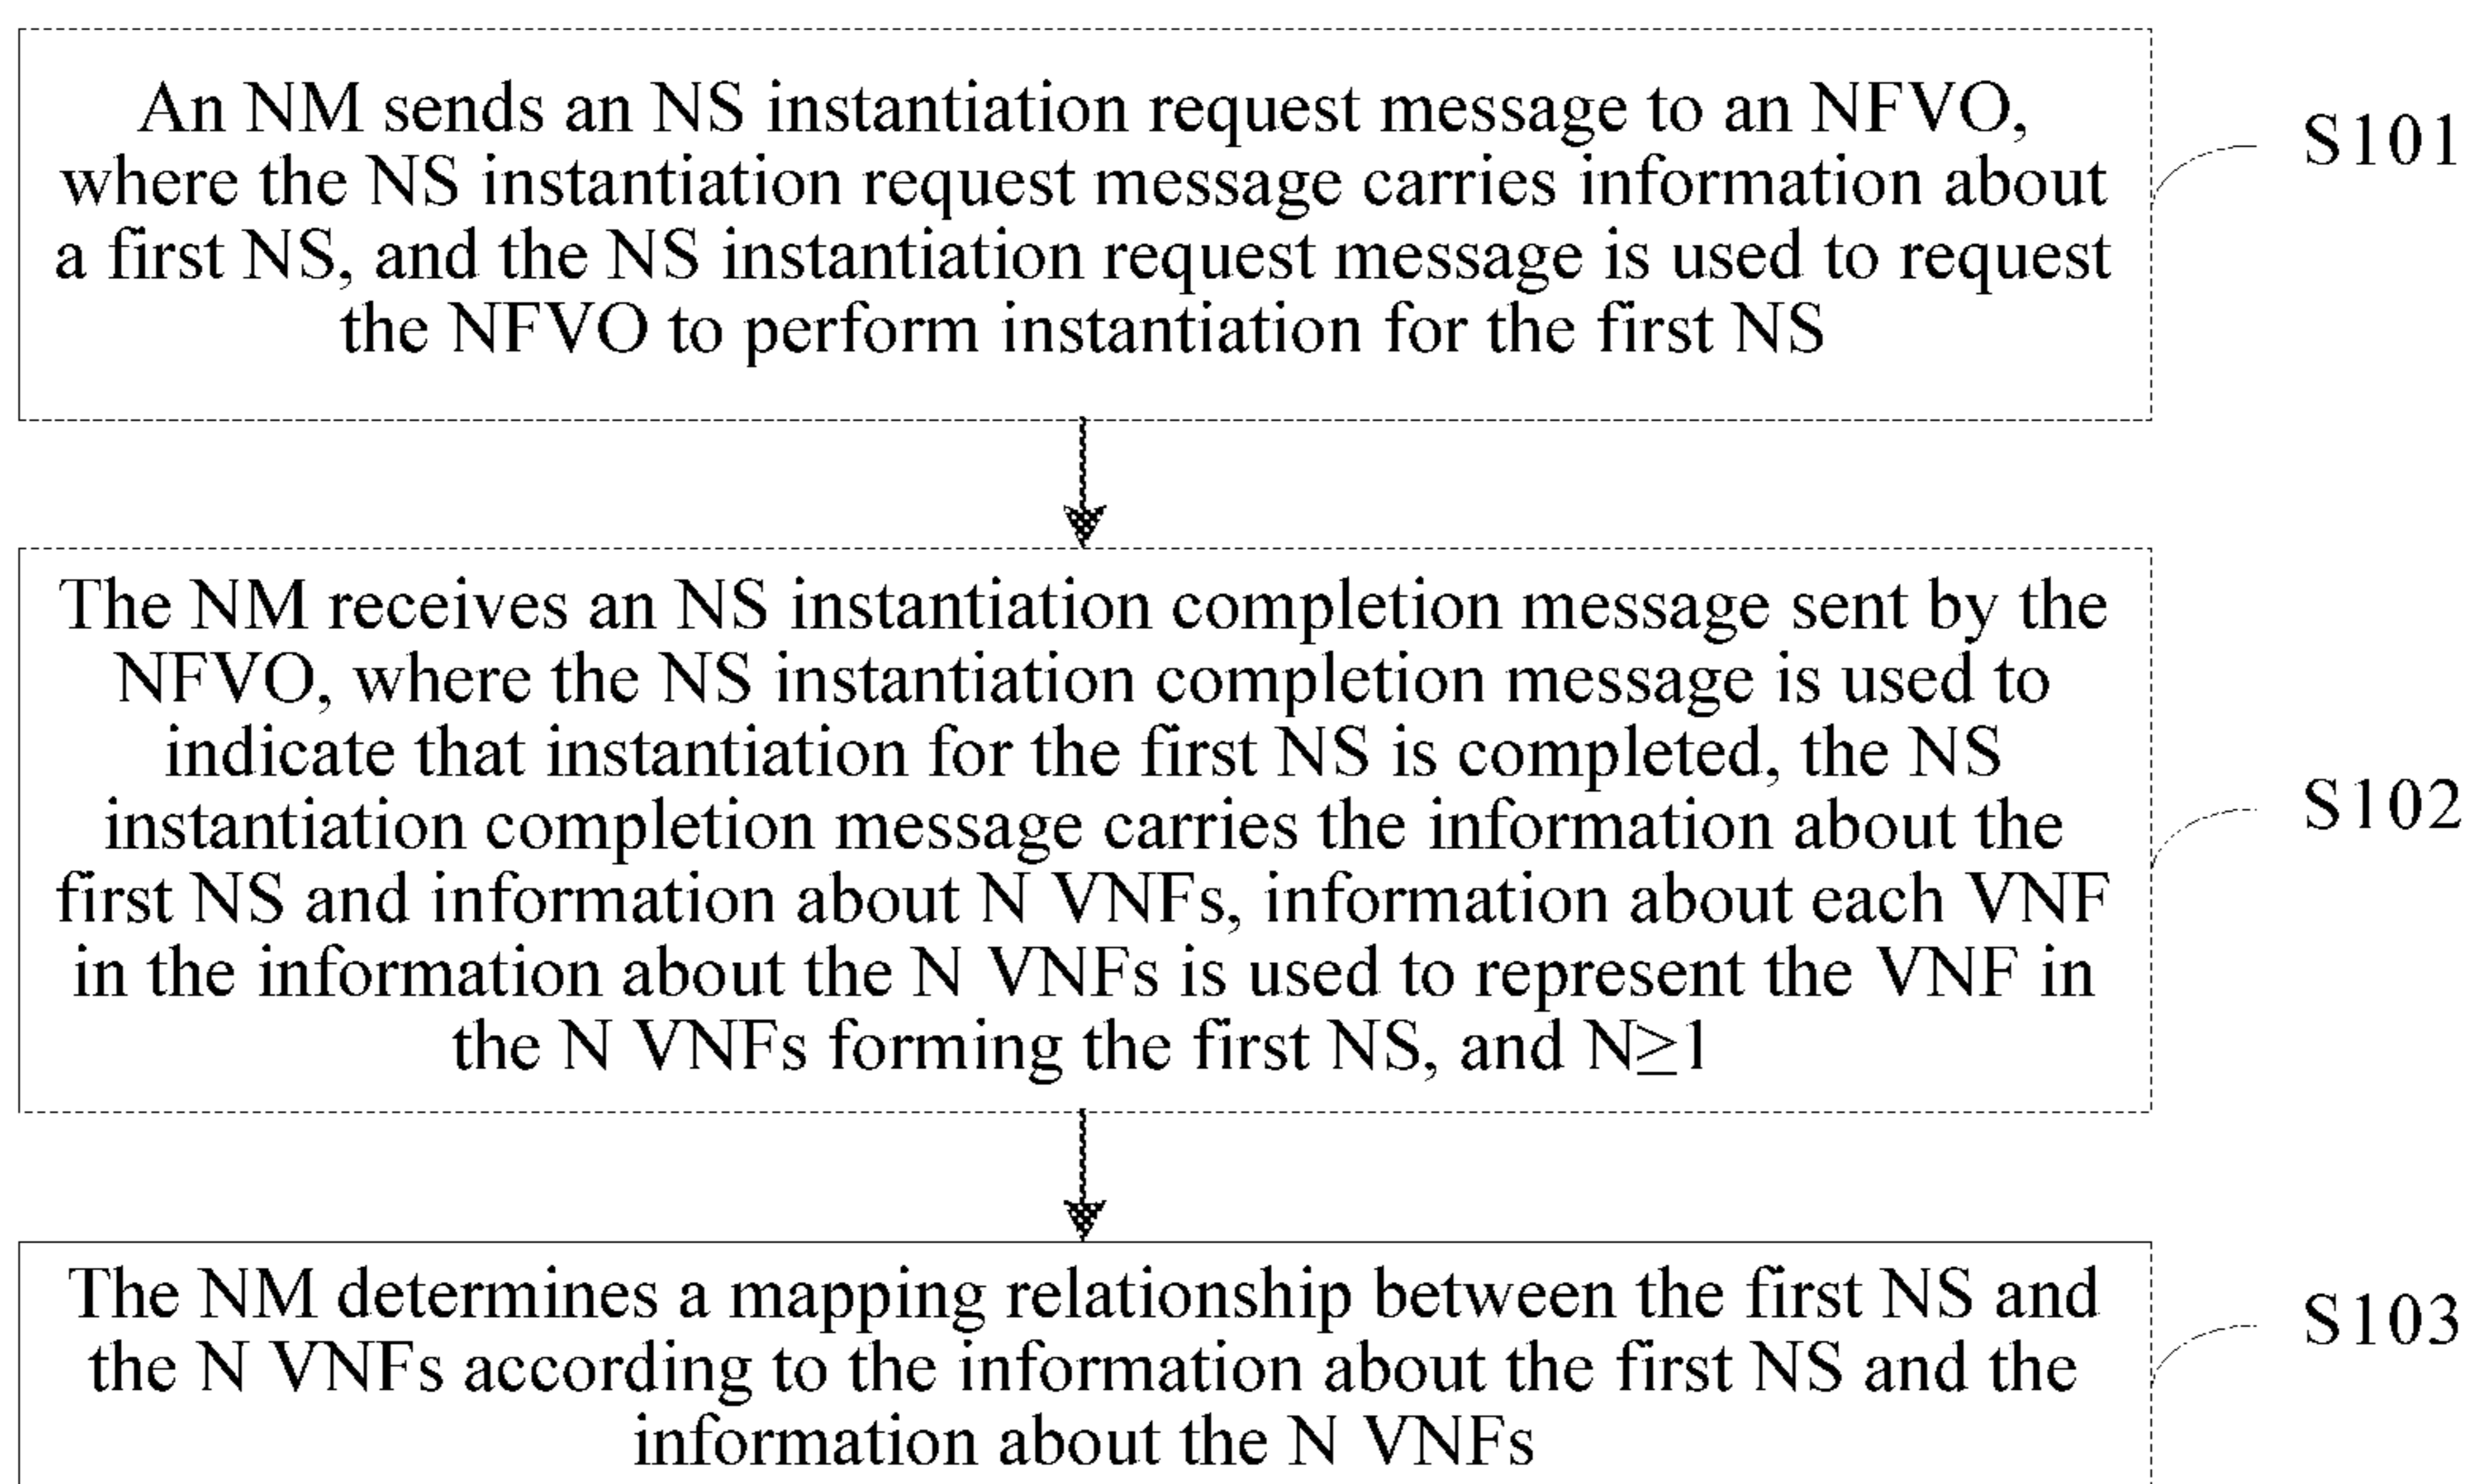 An NM sends an NS instantiation request message to an NFVO,
where the NS instantiation request message carries information about
a first NS, and the NS instantiation request message is used to request
the NFVO to perform instantiation for the first NS
S101
The NM receives an NS instantiation completion message sent by the
NFVO, where the NS instantiation completion message is used to
indicate that instantiation for the first NS is completed, the NS
instantiation completion message carries the information about the
first NS and information about N VNFs, information about each VNF
in the information about the N VNFs is used to represent the VNF in
the N VNFs forming the first NS, and N≥1
S102
The NM determines a mapping relationship between the first NS and
the N VNFs according to the information about the first NS and the
information about the N VNFs
S103